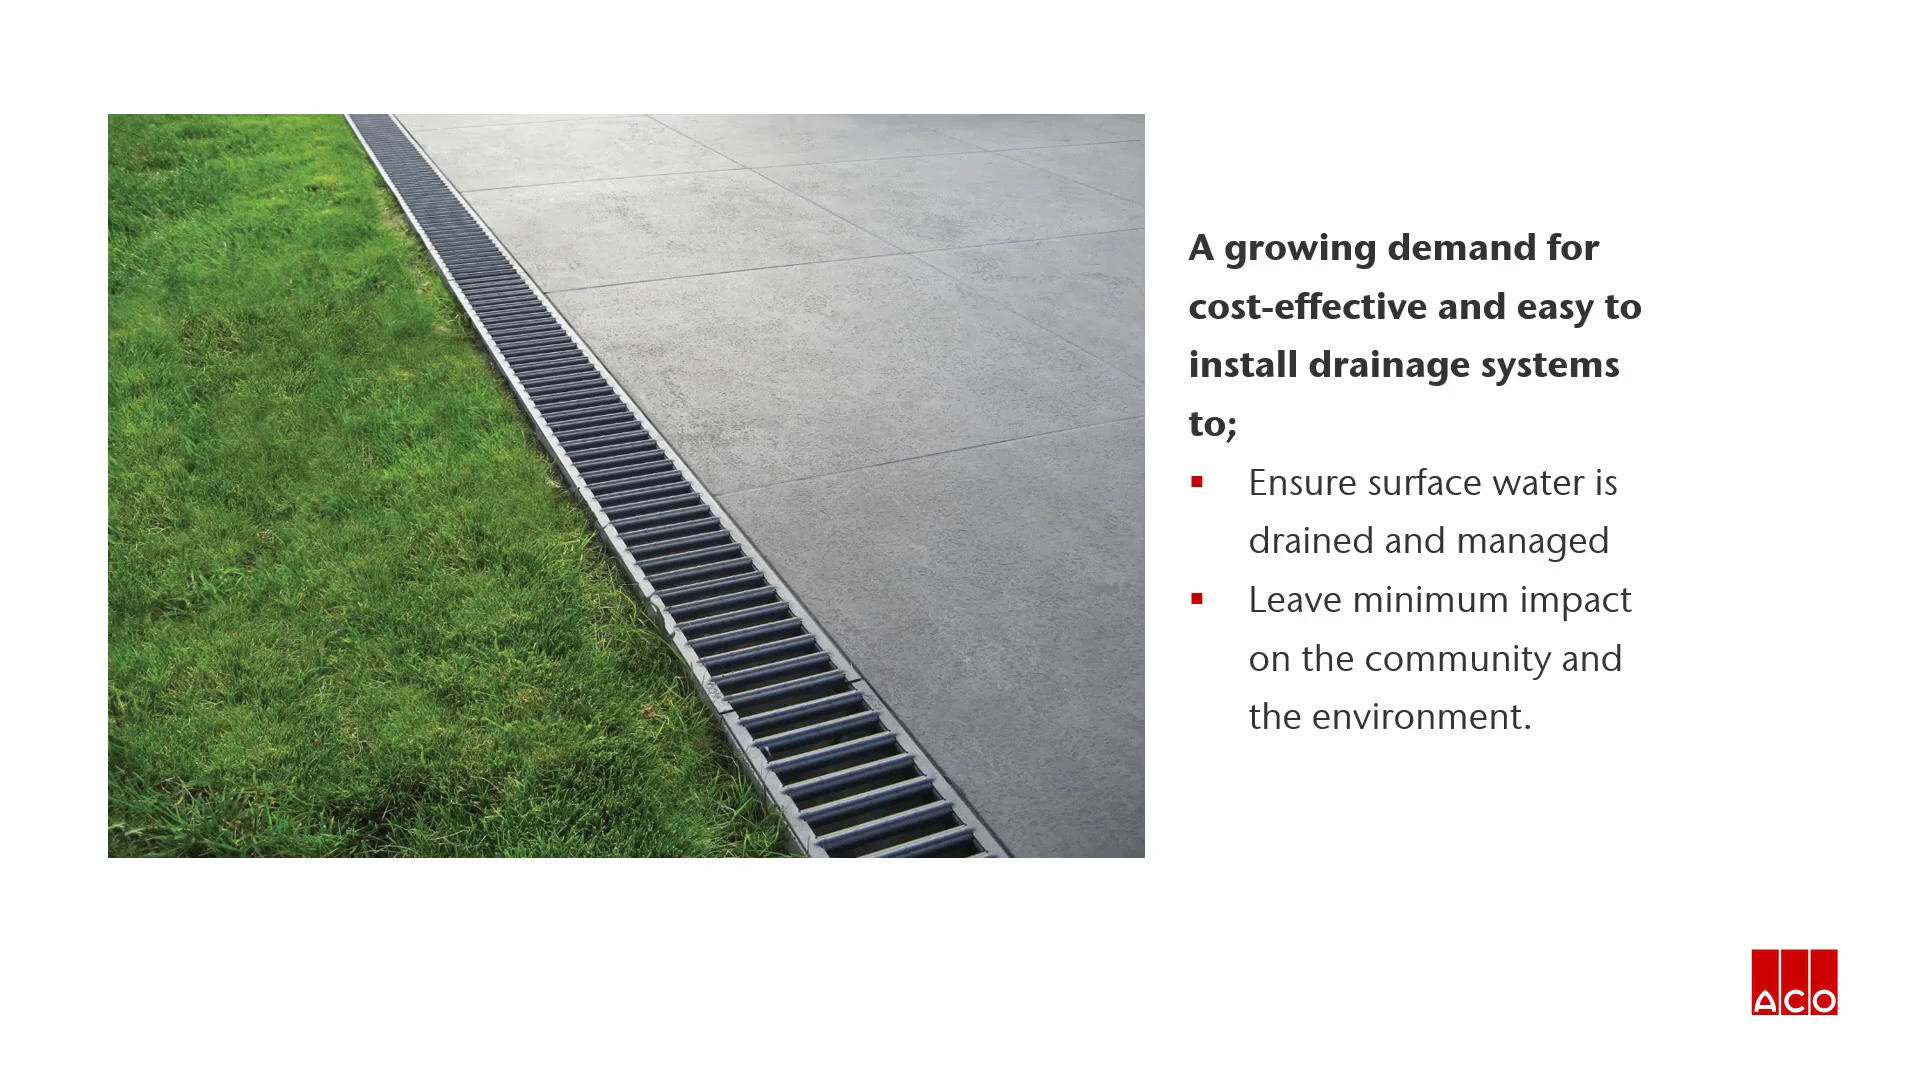 A growing demand for
cost-effective and easy to
install drainage systems
to;
▪ Ensure surface water is
drained and managed
▪ Leave minimum impact
on the community and
the environment.
ACO